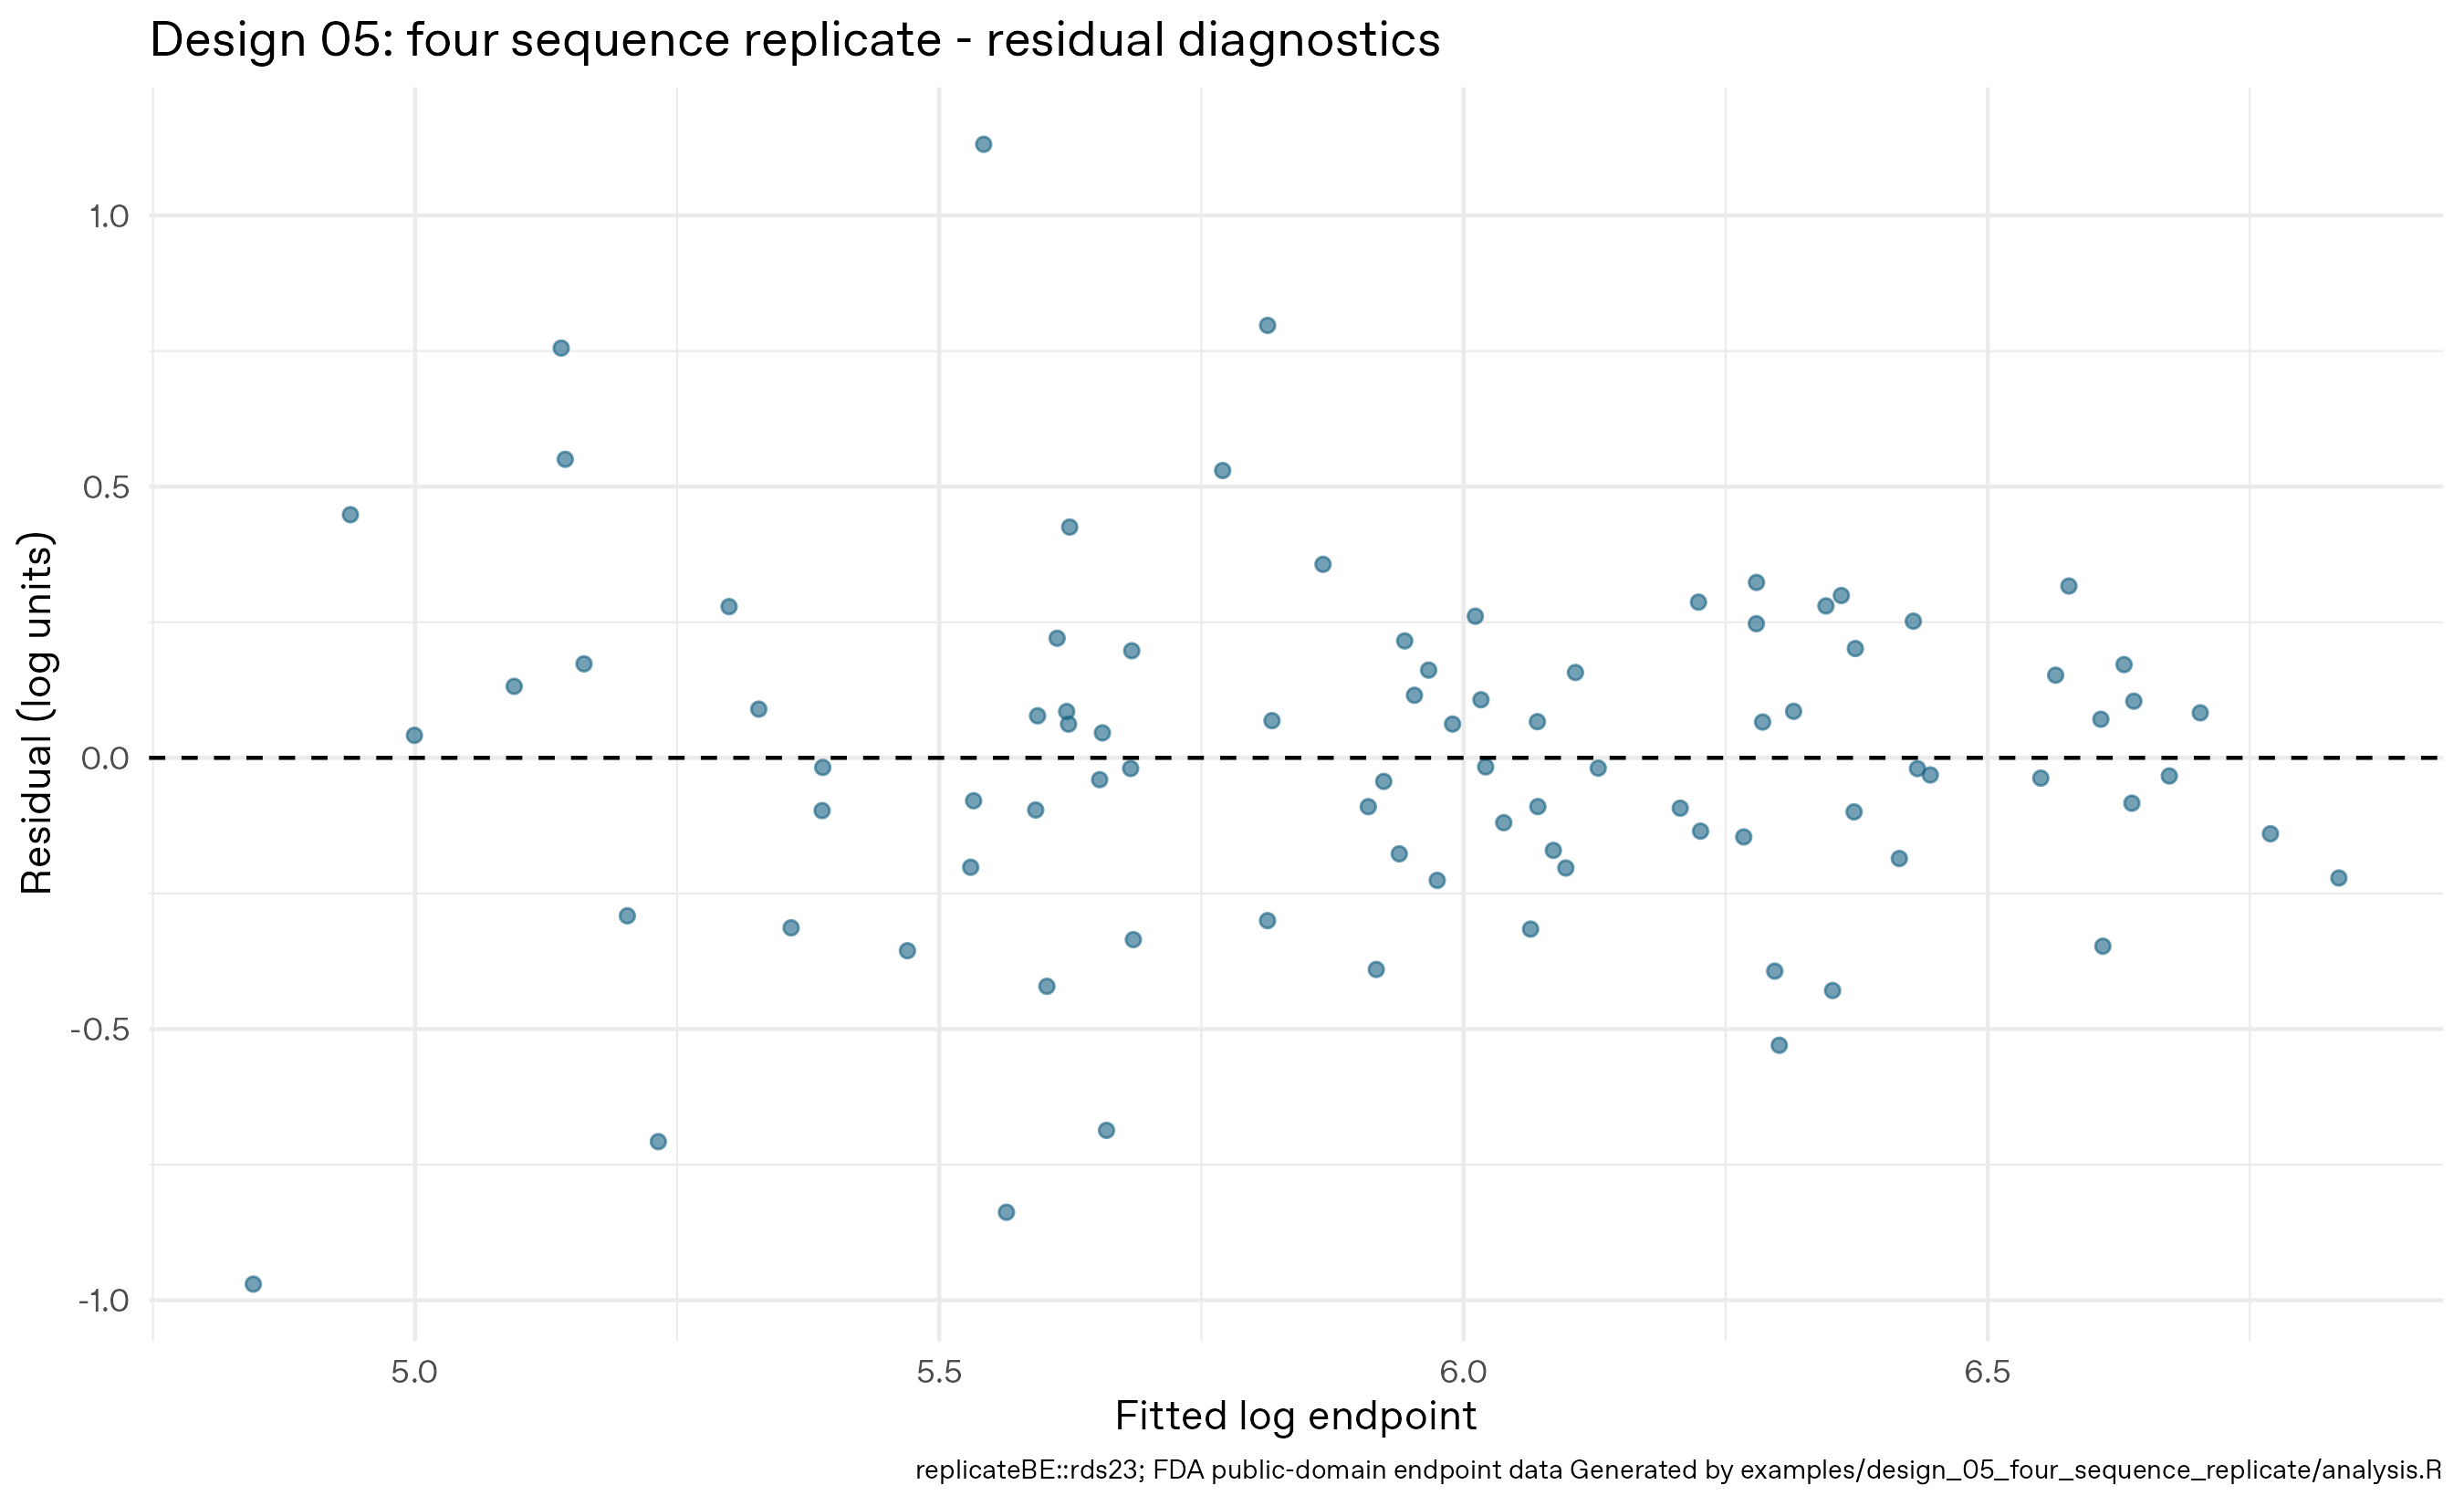 Design 05: four sequence replicate - residual diagnostics
Residual (log units)
1.0
0.5
0.0
-0.5
-1.0
5.0
5.5
6.0
6.5
Fitted log endpoint
replicateBE::rds23; FDA public-domain endpoint data Generated by examples/design_05_four_sequence_replicate/analysis.R